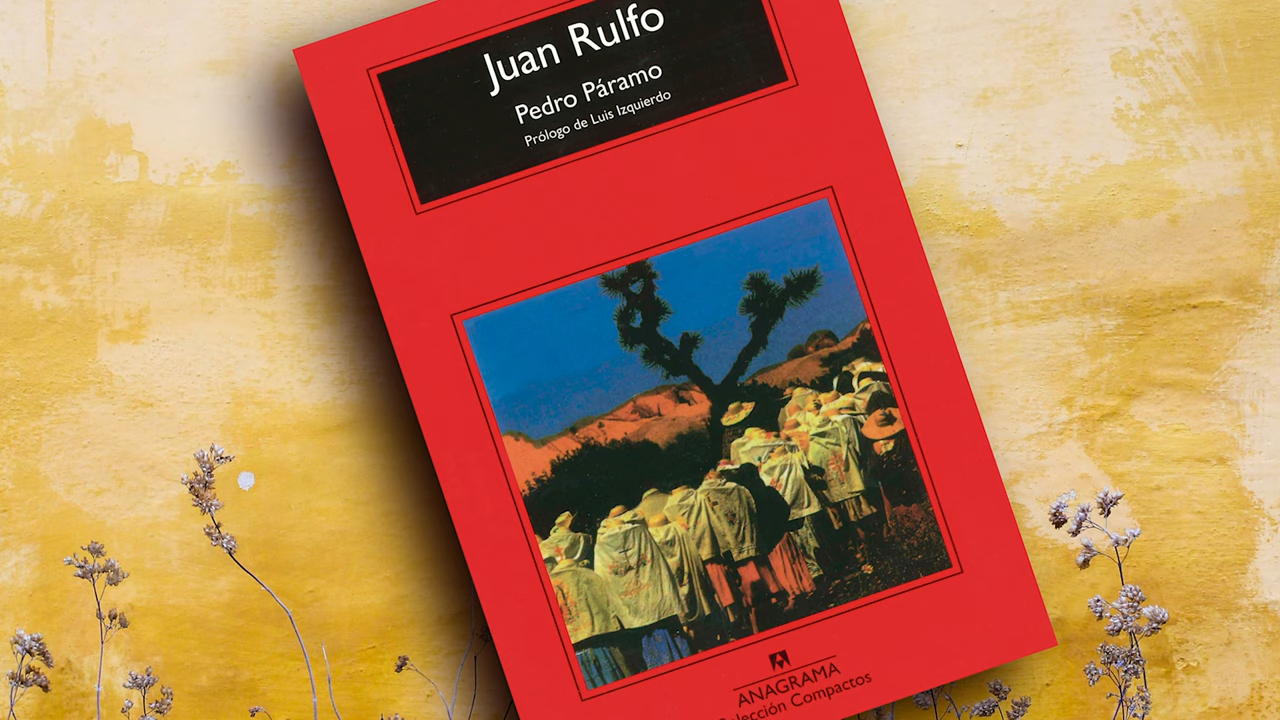 Juan Rulfo
Pedro Páramo
Prólogo de Luis Izquierdo
ANAGRAMA
Colección Compactos